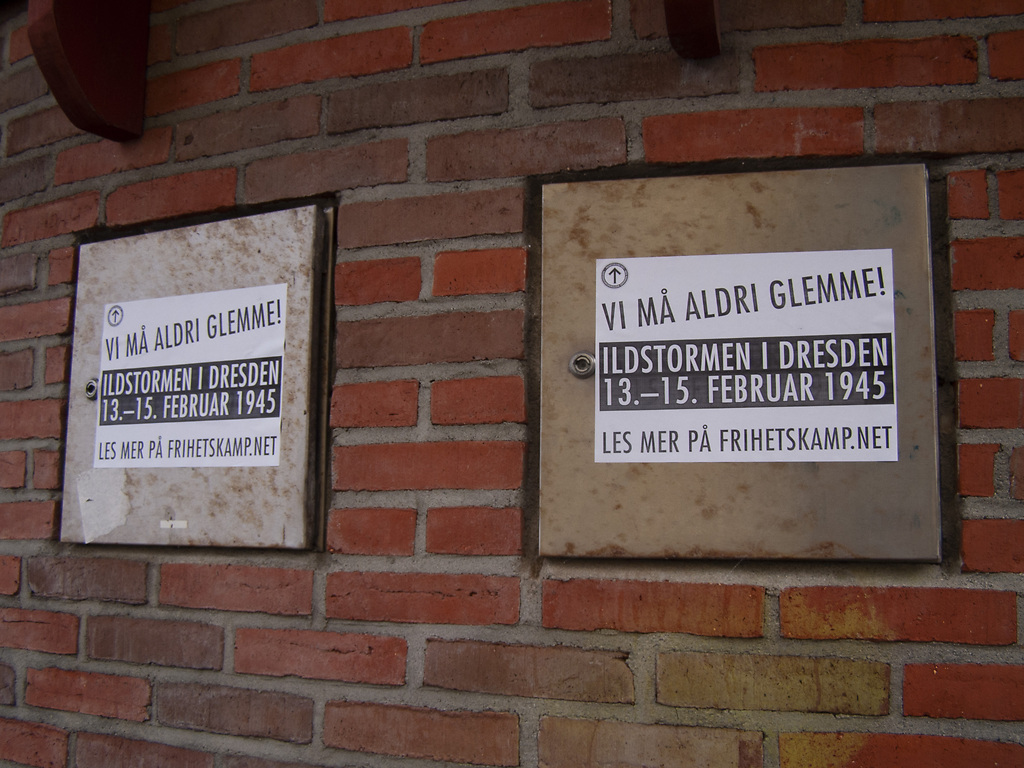 VI MÅ ALDRI GLEMME!
ILDSTORMEN I DRESDEN
13.–15. FEBRUAR 1945
LES MER PÅ FRIHETSKAMP.NET
VI MÅ ALDRI GLEMME!
ILDSTORMEN I DRESDEN
13.–15. FEBRUAR 1945
LES MER PÅ FRIHETSKAMP.NET